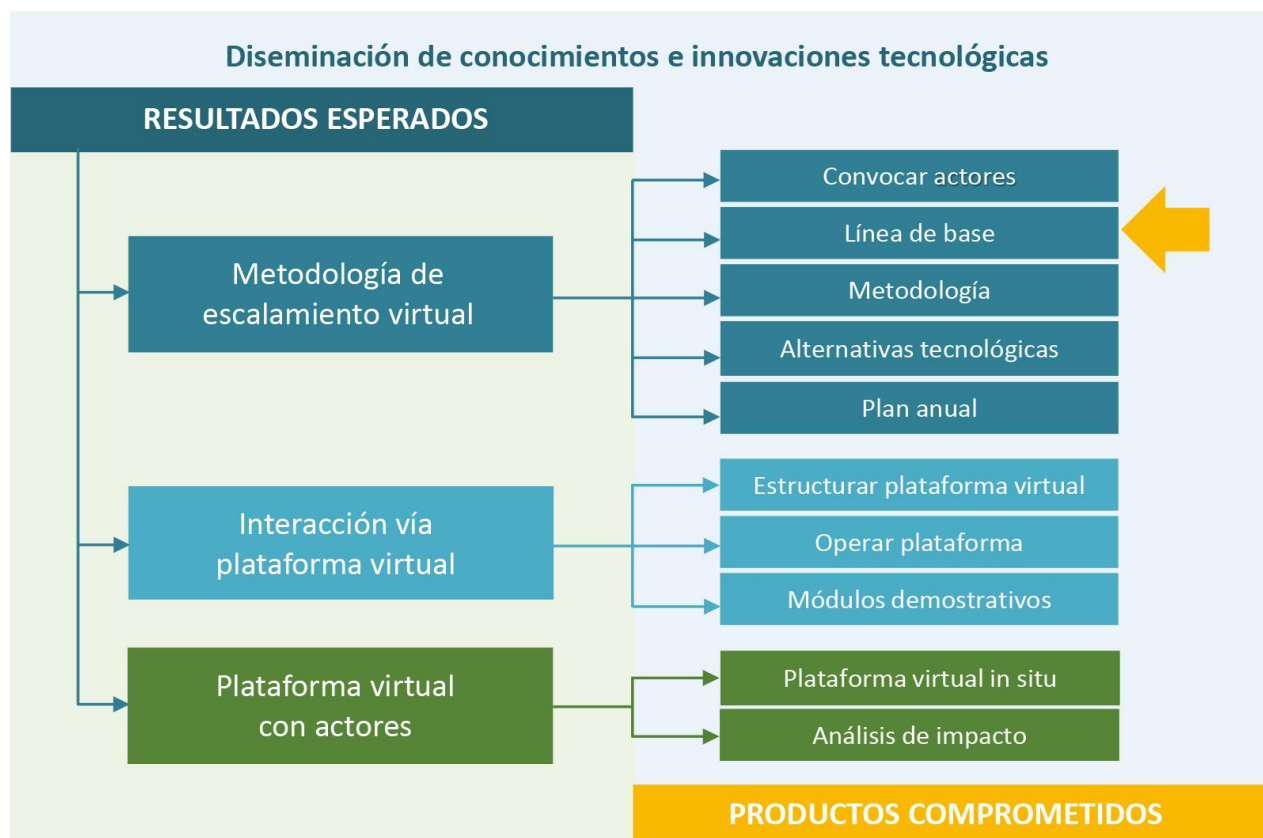 Diseminación de conocimientos e innovaciones tecnológicas
RESULTADOS ESPERADOS
Metodología de
escalamiento virtual
Convocar actores
Línea de base
Metodología
Alternativas tecnológicas
Plan anual
Interacción vía
plataforma virtual
Estructurar plataforma virtual
Operar plataforma
Módulos demostrativos
Plataforma virtual
con actores
Plataforma virtual in situ
Análisis de impacto
PRODUCTOS COMPROMETIDOS